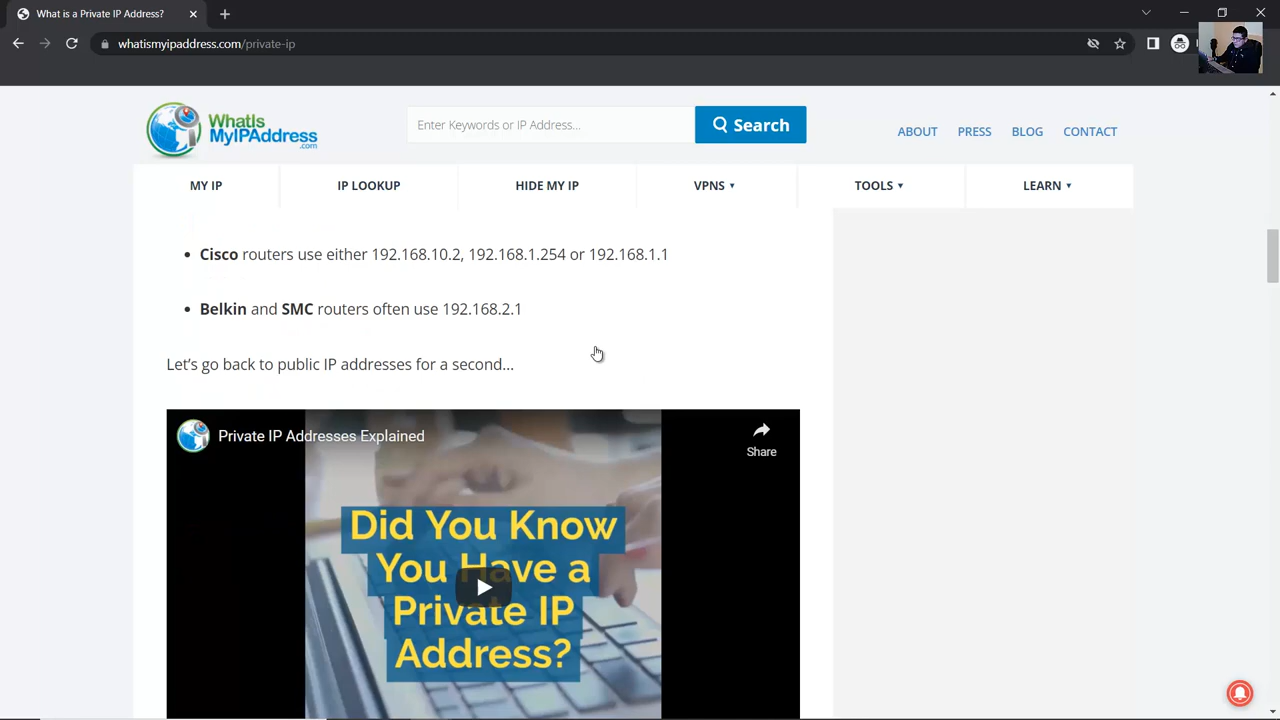 What is a Private IP Address?
whatismyipaddress.com/private-ip
WhatIs
MyIPAddress
.com
Enter Keywords or IP Address...
Search
ABOUT
PRESS
BLOG
CONTACT
MY IP
IP LOOKUP
HIDE MY IP
VPNS
TOOLS
LEARN
Cisco routers use either 192.168.10.2, 192.168.1.254 or 192.168.1.1
Belkin and SMC routers often use 192.168.2.1
Let's go back to public IP addresses for a second...
Private IP Addresses Explained
Share
Did You Know
You Have a
Private IP
Address?